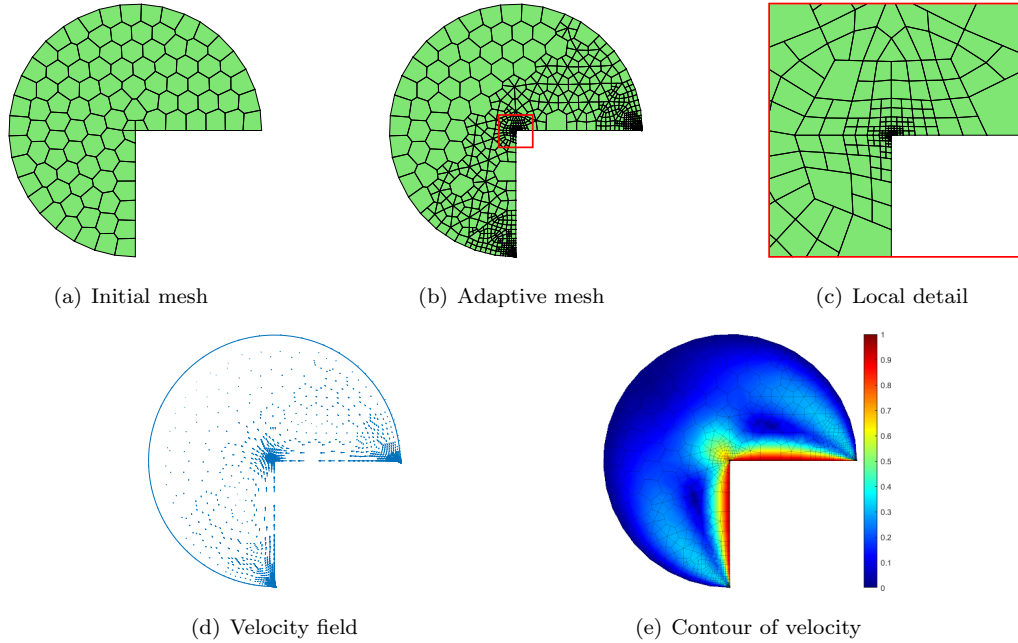 (a) Initial mesh
(b) Adaptive mesh
(c) Local detail
1
0.9
0.8
0.7
0.6
0.5
0.4
0.3
0.2
0.1
0
(d) Velocity field
(e) Contour of velocity